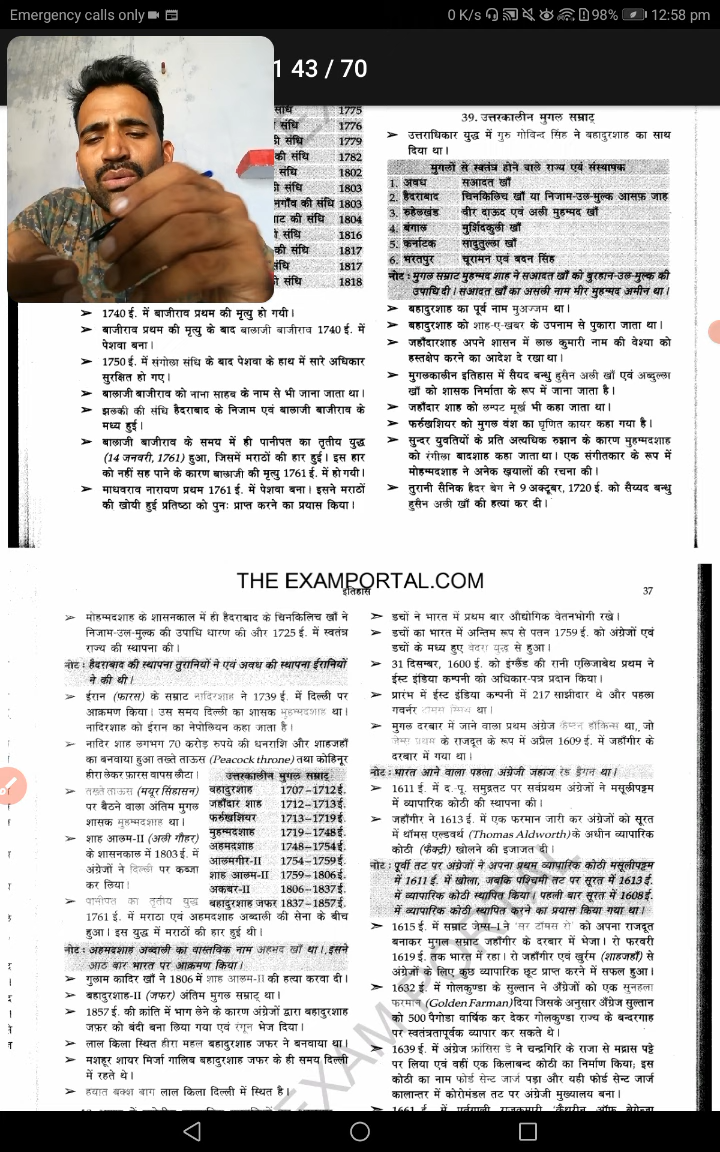 Emergency calls only
0 K/s 98% 12:58 pm
1 43 / 70
संधि 1775
संधि 1776
की संधि 1779
की संधि 1782
संधि 1802
की संधि 1803
नगाँव की संधि 1803
घाट की संधि 1804
संधि 1816
की संधि 1817
संधि 1817
संधि 1818
➢ 1740 ई. में बाजीराव प्रथम की मृत्यु हो गयी।
➢ बाजीराव प्रथम की मृत्यु के बाद बालाजी बाजीराव 1740 ई. में
पेशवा बना।
➢ 1750 ई. में संगोला संधि के बाद पेशवा के हाथ में सारे अधिकार
सुरक्षित हो गए।
➢ बालाजी बाजीराव को नाना साहब के नाम से भी जाना जाता था।
➢ झलकी की संधि हैदराबाद के निजाम एवं बालाजी बाजीराव के
मध्य हुई।
➢ बालाजी बाजीराव के समय में ही पानीपत का तृतीय युद्ध
(14 जनवरी, 1761) हुआ, जिसमें मराठों की हार हुई। इस हार
को नहीं सह पाने के कारण बालाजी की मृत्यु 1761 ई. में हो गयी।
➢ माधवराव नारायण प्रथम 1761 ई. में पेशवा बना। इसने मराठों
की खोयी हुई प्रतिष्ठा को पुनः प्राप्त करने का प्रयास किया।
39. उत्तरकालीन मुगल सम्राट्
➢ उत्तराधिकार युद्ध में गुरु गोविन्द सिंह ने बहादुरशाह का साथ
दिया था।
मुगलों से स्वतंत्र होने वाले राज्य एवं संस्थापक
1. अवध सआदत खाँ
2. हैदराबाद चिनकिलिच खाँ या निजाम-उल-मुल्क आसफ़ जाह
3. रुहेलखंड वीर दाऊद एवं अली मुहम्मद खाँ
4. बंगाल मुर्शिदकुली खाँ
5. कर्नाटक सादुतुल्ला खाँ
6. भरतपुर चूरामन एवं बदन सिंह
नोट : मुगल सम्राट मुहम्मद शाह ने सआदत खाँ को बुरहान-उल-मुल्क की
उपाधि दी। सआदत खाँ का असली नाम मीर मुहम्मद अमीन था।
➢ बहादुरशाह का पूर्व नाम मुअज्जम था।
➢ बहादुरशाह को शाह-ए-खबर के उपनाम से पुकारा जाता था।
➢ जहाँदारशाह अपने शासन में लाल कुमारी नाम की वेश्या को
हस्तक्षेप करने का आदेश दे रखा था।
➢ मुगलकालीन इतिहास में सैयद बन्धु हुसैन अली खाँ एवं अब्दुल्ला
खाँ को शासक निर्माता के रूप में जाना जाता है।
➢ जहाँदार शाह को लम्पट मूर्ख भी कहा जाता था।
➢ फर्रुखशियर को मुगल वंश का घृणित कायर कहा गया है।
➢ सुन्दर युवतियों के प्रति अत्यधिक रुझान के कारण मुहम्मदशाह
को रंगीला बादशाह कहा जाता था। एक संगीतकार के रूप में
मोहम्मदशाह ने अनेक ख़यालों की रचना की।
➢ तुरानी सैनिक हैदर बेग ने 9 अक्टूबर, 1720 ई. को सैय्यद बन्धु
हुसैन अली खाँ की हत्या कर दी।
THE EXAMPORTAL.COM
इतिहास 37
➢ मोहम्मदशाह के शासनकाल में ही हैदराबाद के चिनकिलिच खाँ ने
निजाम-उल-मुल्क की उपाधि धारण की और 1725 ई. में स्वतंत्र
राज्य की स्थापना की।
नोट : हैदराबाद की स्थापना तुरानियों ने एवं अवध की स्थापना ईरानियों
ने की थी।
➢ ईरान (फारस) के सम्राट नादिरशाह ने 1739 ई. में दिल्ली पर
आक्रमण किया। उस समय दिल्ली का शासक मुहम्मदशाह था।
नादिरशाह को ईरान का नेपोलियन कहा जाता है।
➢ नादिर शाह लगभग 70 करोड़ रुपये की धनराशि और शाहजहाँ
का बनवाया हुआ तख्ते ताऊस (Peacock throne) तथा कोहिनूर
हीरा लेकर फ़ारस वापस लौटा।
➢ तख्ते ताऊस (मयूर सिंहासन)
पर बैठने वाला अंतिम मुगल
शासक मुहम्मदशाह था।
➢ शाह आलम-II (अली गौहर)
के शासनकाल में 1803 ई. में
अंग्रेजों ने दिल्ली पर कब्जा
कर लिया।
उत्तरकालीन मुगल सम्राट्
बहादुरशाह 1707–1712ई.
जहाँदार शाह 1712–1713ई.
फर्रुखशियर 1713–1719ई.
मुहम्मदशाह 1719–1748ई.
अहमदशाह 1748–1754ई.
आलमगीर-II 1754–1759ई.
शाह आलम-II 1759–1806ई.
अकबर-II 1806–1837ई.
बहादुरशाह जफर 1837–1857ई.
➢ पानीपत का तृतीय युद्ध
1761 ई. में मराठा एवं अहमदशाह अब्दाली की सेना के बीच
हुआ। इस युद्ध में मराठों की हार हुई थी।
नोट : अहमदशाह अब्दाली का वास्तविक नाम अहमद खाँ था। इसने
आठ बार भारत पर आक्रमण किया।
➢ गुलाम कादिर खाँ ने 1806 में शाह आलम-II की हत्या करवा दी।
➢ बहादुरशाह-II (जफर) अंतिम मुगल सम्राट् था।
➢ 1857 ई. की क्रांति में भाग लेने के कारण अंग्रेजों द्वारा बहादुरशाह
जफ़र को बंदी बना लिया गया एवं रंगून भेज दिया।
➢ लाल किला स्थित हीरा महल बहादुरशाह जफर ने बनवाया था।
➢ मशहूर शायर मिर्जा गालिब बहादुरशाह जफर के ही समय दिल्ली
में रहते थे।
➢ हयात बक्श बाग लाल किला दिल्ली में स्थित है।
➢ डचों ने भारत में प्रथम बार औद्योगिक वेतनभोगी रखे।
➢ डचों का भारत में अन्तिम रूप से पतन 1759 ई. को अंग्रेजों एवं
डचों के मध्य हुए वेदरा युद्ध से हुआ।
➢ 31 दिसम्बर, 1600 ई. को इंग्लैंड की रानी एलिजाबेथ प्रथम ने
ईस्ट इंडिया कम्पनी को अधिकार-पत्र प्रदान किया।
➢ प्रारंभ में ईस्ट इंडिया कम्पनी में 217 साझीदार थे और पहला
गवर्नर टॉमस स्मिथ था।
➢ मुगल दरबार में जाने वाला प्रथम अंग्रेज कैप्टन हॉकिन्स था, जो
जेम्स प्रथम के राजदूत के रूप में अप्रैल 1609 ई. में जहाँगीर के
दरबार में गया था।
नोट : भारत आने वाला पहला अंग्रेजी जहाज रेड ड्रैगन था।
➢ 1611 ई. में द.-पू. समुद्रतट पर सर्वप्रथम अंग्रेजों ने मसूलीपट्टम
में व्यापारिक कोठी की स्थापना की।
➢ जहाँगीर ने 1613 ई. में एक फरमान जारी कर अंग्रेजों को सूरत
में थॉमस एल्डवर्थ (Thomas Aldworth) के अधीन व्यापारिक
कोठी (फैक्ट्री) खोलने की इजाजत दी।
नोट : पूर्वी तट पर अंग्रेजों ने अपना प्रथम व्यापारिक कोठी मसूलीपट्टम
में 1611 ई. में खोला, जबकि पश्चिमी तट पर सूरत में 1613 ई.
में व्यापारिक कोठी स्थापित किया। पहली बार सूरत में 1608 ई.
में व्यापारिक कोठी स्थापित करने का प्रयास किया गया था।
➢ 1615 ई. में सम्राट जेम्स-I ने 'सर टॉमस रो' को अपना राजदूत
बनाकर मुगल सम्राट जहाँगीर के दरबार में भेजा। रो फरवरी
1619 ई. तक भारत में रहा। रो जहाँगीर एवं खुर्रम (शाहजहाँ) से
अंग्रेजों के लिए कुछ व्यापारिक छूट प्राप्त करने में सफल हुआ।
➢ 1632 ई. में गोलकुण्डा के सुल्तान ने अँग्रेजों को एक सुनहला
फरमान (Golden Farman) दिया जिसके अनुसार अँग्रेज सुल्तान
को 500 पैगोडा वार्षिक कर देकर गोलकुण्डा राज्य के बन्दरगाह
पर स्वतंत्रतापूर्वक व्यापार कर सकते थे।
➢ 1639 ई. में अंग्रेज फ्रांसिस डे ने चन्द्रगिरि के राजा से मद्रास पट्टे
पर लिया एवं वहीं एक किलाबन्द कोठी का निर्माण किया; इस
कोठी का नाम फोर्ड सेन्ट जार्ज पड़ा और यही फोर्ड सेन्ट जार्ज
कालान्तर में कोरोमंडल तट पर अंग्रेजी मुख्यालय बना।
EXAM PORTAL